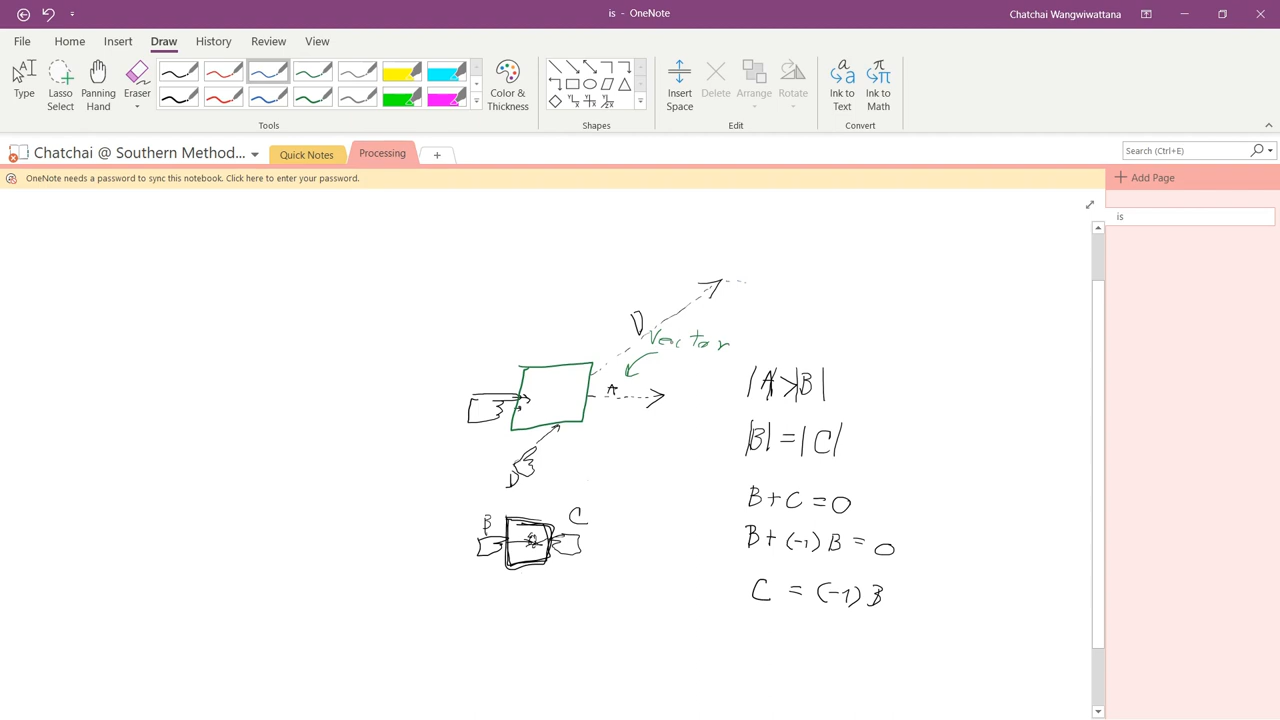 is - OneNote
Chatchai Wangwiwattana
File Home Insert Draw History Review View
Type
Lasso Select
Panning Hand
Eraser
Color & Thickness
Insert Space
Delete
Arrange
Rotate
Ink to Text
Ink to Math
Tools
Shapes
Edit
Convert
Chatchai @ Southern Method...
Quick Notes
Processing
Search (Ctrl+E)
OneNote needs a password to sync this notebook. Click here to enter your password.
Add Page
is
D
Vector
A
|A|>|B|
|B| = |C|
D
B + C = 0
B C
B + (-1) B = 0
C = (-1) B